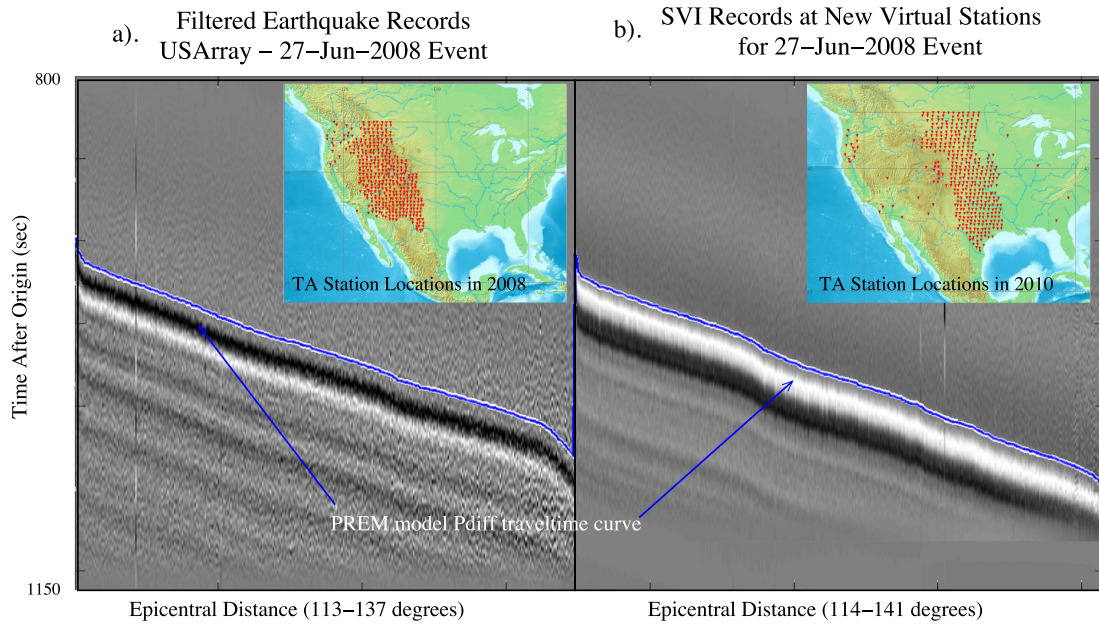 a).
Filtered Earthquake Records
USArray – 27–Jun–2008 Event
b).
SVI Records at New Virtual Stations
for 27–Jun–2008 Event
800
Time After Origin (sec)
1150
TA Station Locations in 2008
TA Station Locations in 2010
PREM model Pdiff traveltime curve
Epicentral Distance (113–137 degrees)
Epicentral Distance (114–141 degrees)